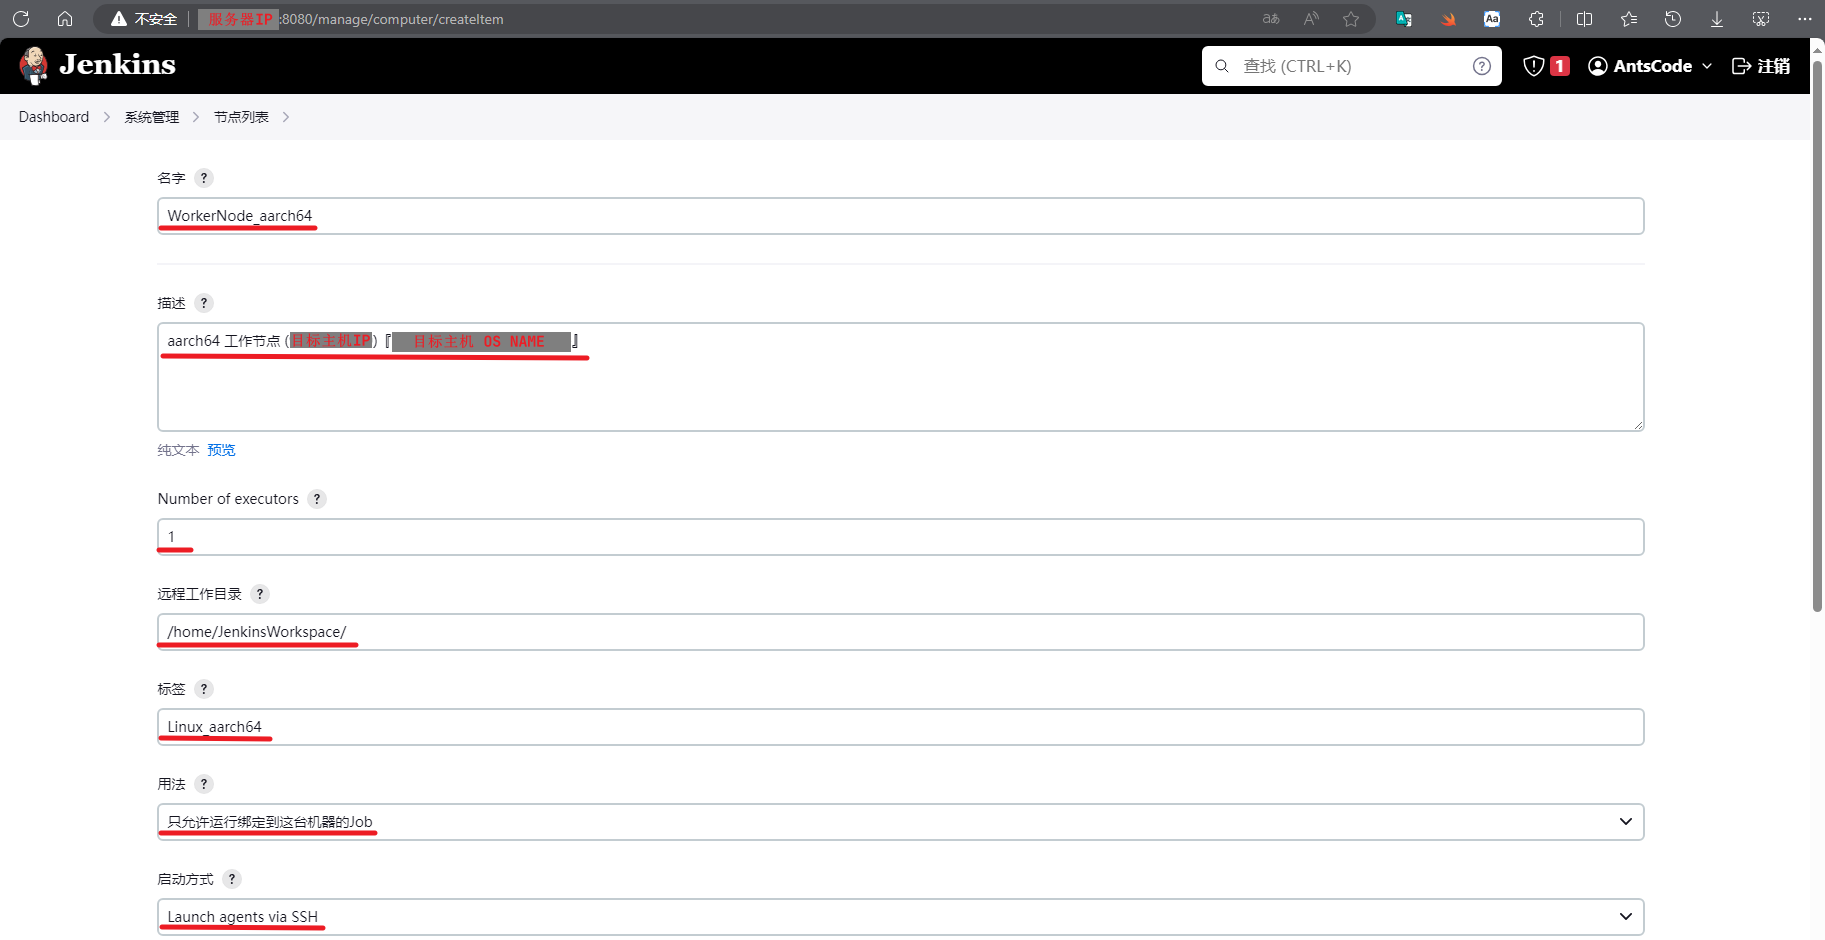 不安全 服务器IP:8080/manage/computer/createItem
Jenkins 查找 (CTRL+K) 1 AntsCode 注销
Dashboard 系统管理 节点列表
名字 ?
WorkerNode_aarch64
描述 ?
aarch64 工作节点 (目标主机IP)『 目标主机 OS NAME 』
纯文本 预览
Number of executors ?
1
远程工作目录 ?
/home/JenkinsWorkspace/
标签 ?
Linux_aarch64
用法 ?
只允许运行绑定到这台机器的Job
启动方式 ?
Launch agents via SSH